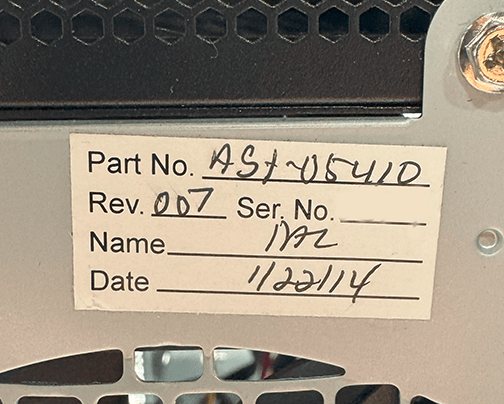 Part No. ASY-05410
Rev. 007 Ser. No.
Name
Date 1/22/14